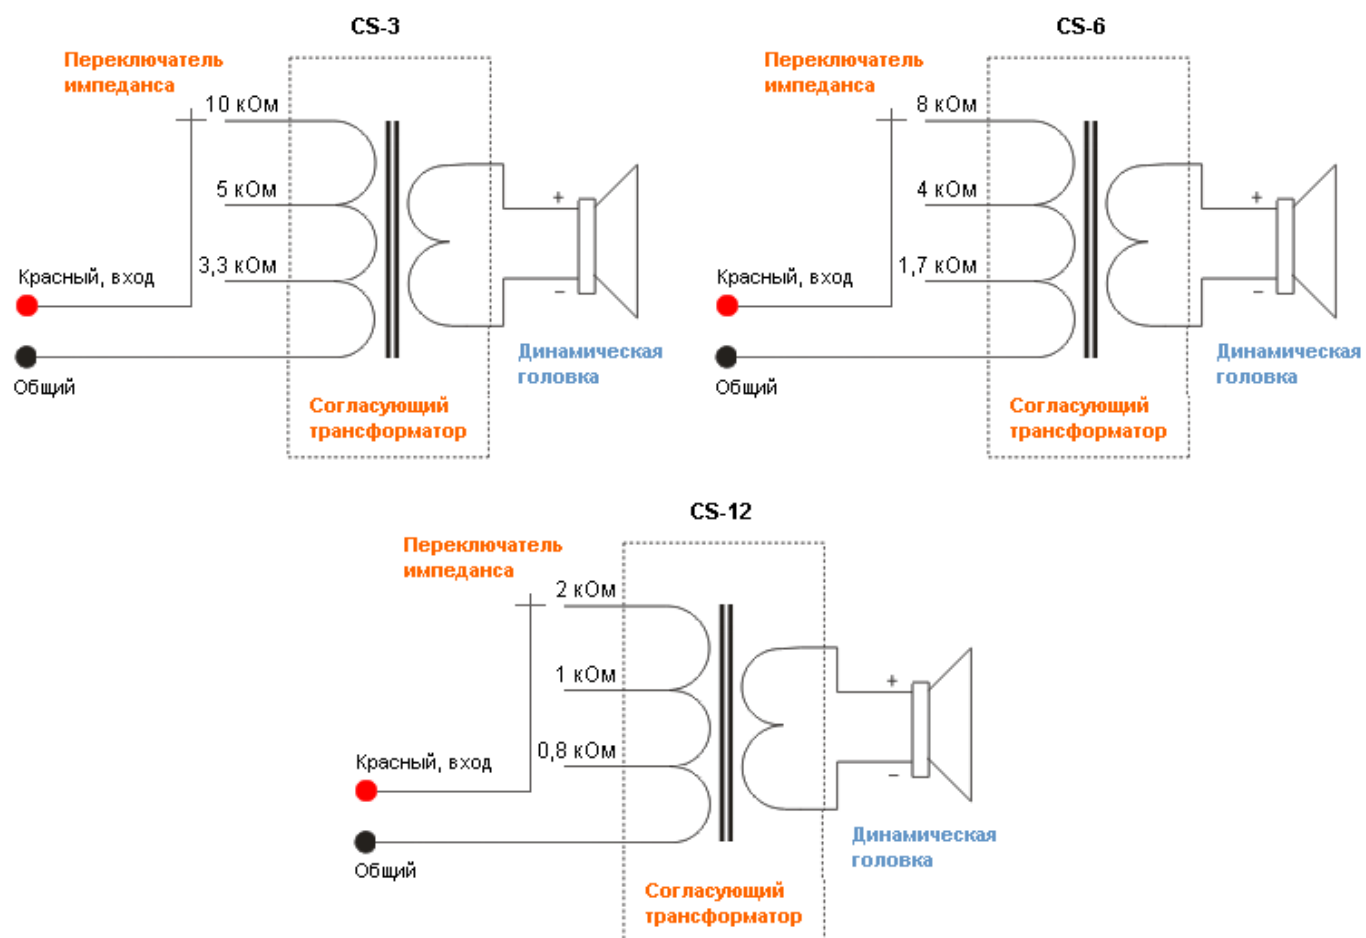 CS-3
Переключатель
импеданса
10 кОм
5 кОм
3,3 кОм
Красный, вход
Общий
+
–
Динамическая
головка
Согласующий
трансформатор
CS-6
Переключатель
импеданса
8 кОм
4 кОм
1,7 кОм
Красный, вход
Общий
+
–
Динамическая
головка
Согласующий
трансформатор
CS-12
Переключатель
импеданса
2 кОм
1 кОм
0,8 кОм
Красный, вход
Общий
+
–
Динамическая
головка
Согласующий
трансформатор